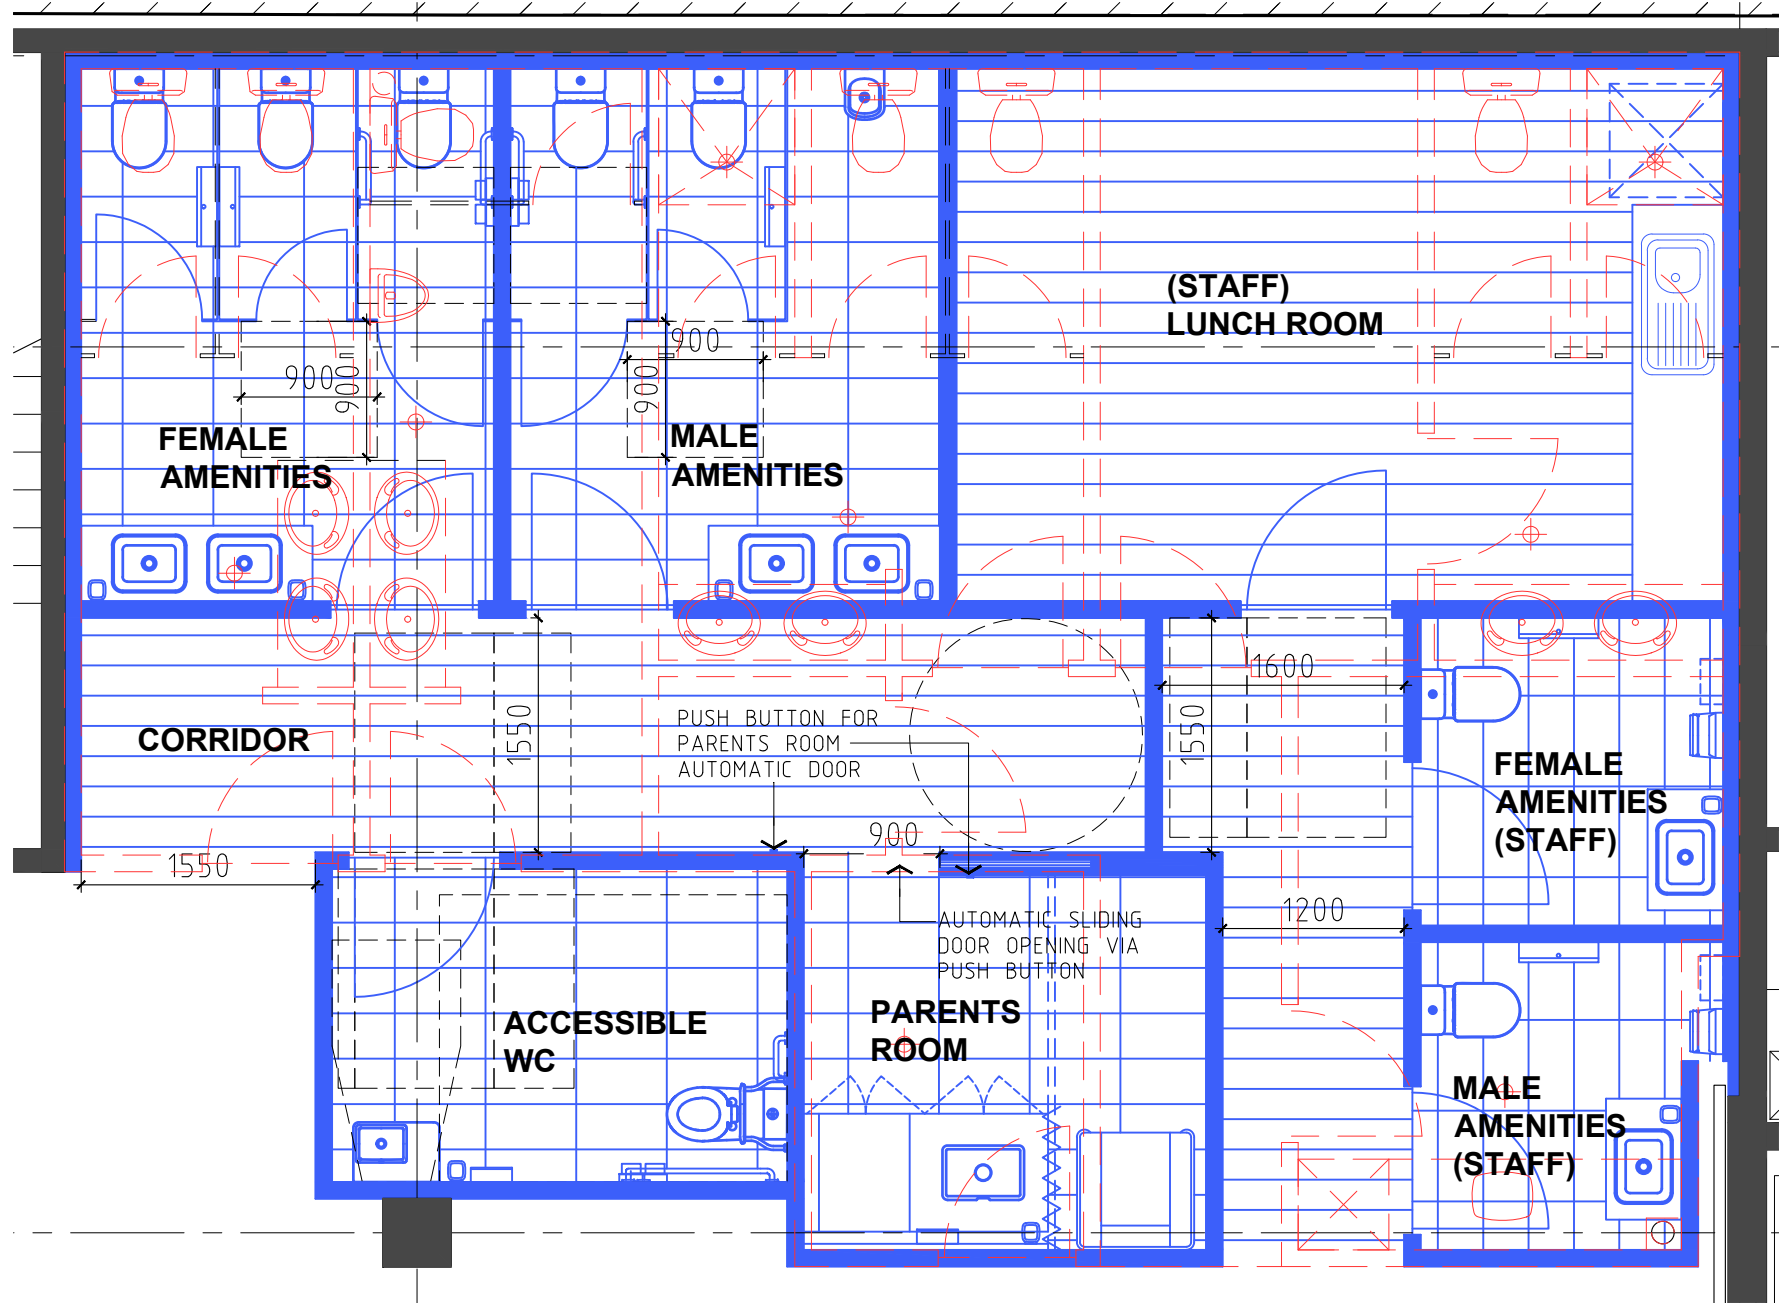 (STAFF)
LUNCH ROOM
900
900
900
900
FEMALE
AMENITIES
MALE
AMENITIES
1600
1550
1550
PUSH BUTTON FOR
PARENTS ROOM
AUTOMATIC DOOR
CORRIDOR
FEMALE
AMENITIES
(STAFF)
900
1550
1200
AUTOMATIC SLIDING
DOOR OPENING VIA
PUSH BUTTON
ACCESSIBLE
WC
PARENTS
ROOM
MALE
AMENITIES
(STAFF)